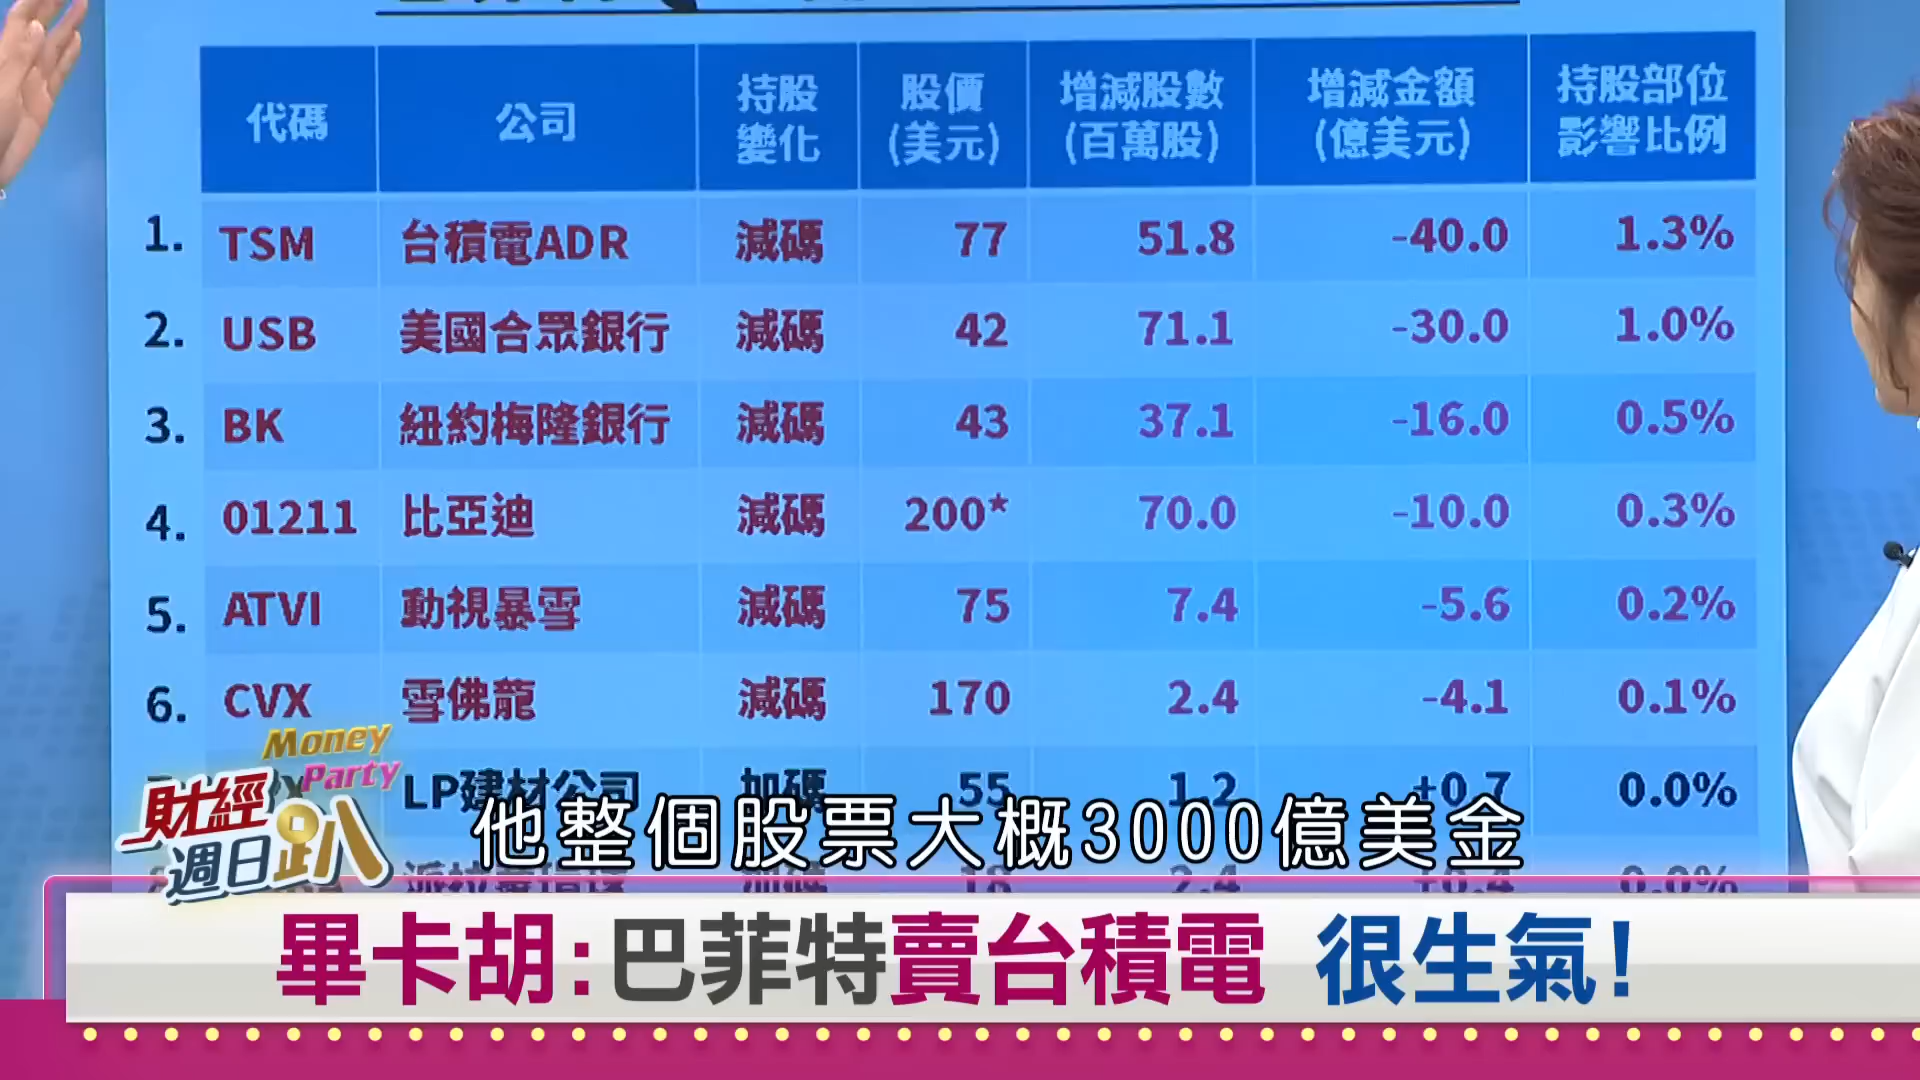 代碼 公司 持股變化 股價(美元) 增減股數(百萬股) 增減金額(億美元) 持股部位影響比例
1. TSM 台積電ADR 減碼 77 51.8 -40.0 1.3%
2. USB 美國合眾銀行 減碼 42 71.1 -30.0 1.0%
3. BK 紐約梅隆銀行 減碼 43 37.1 -16.0 0.5%
4. 01211 比亞迪 減碼 200* 70.0 -10.0 0.3%
5. ATVI 動視暴雪 減碼 75 7.4 -5.6 0.2%
6. CVX 雪佛龍 減碼 170 2.4 -4.1 0.1%
LP建材公司 加碼 55 1.2 +0.7 0.0%
18 2.4 +0.4 0.0%
Money
Party
財經
週日趴
他整個股票大概3000億美金
畢卡胡:巴菲特賣台積電 很生氣!